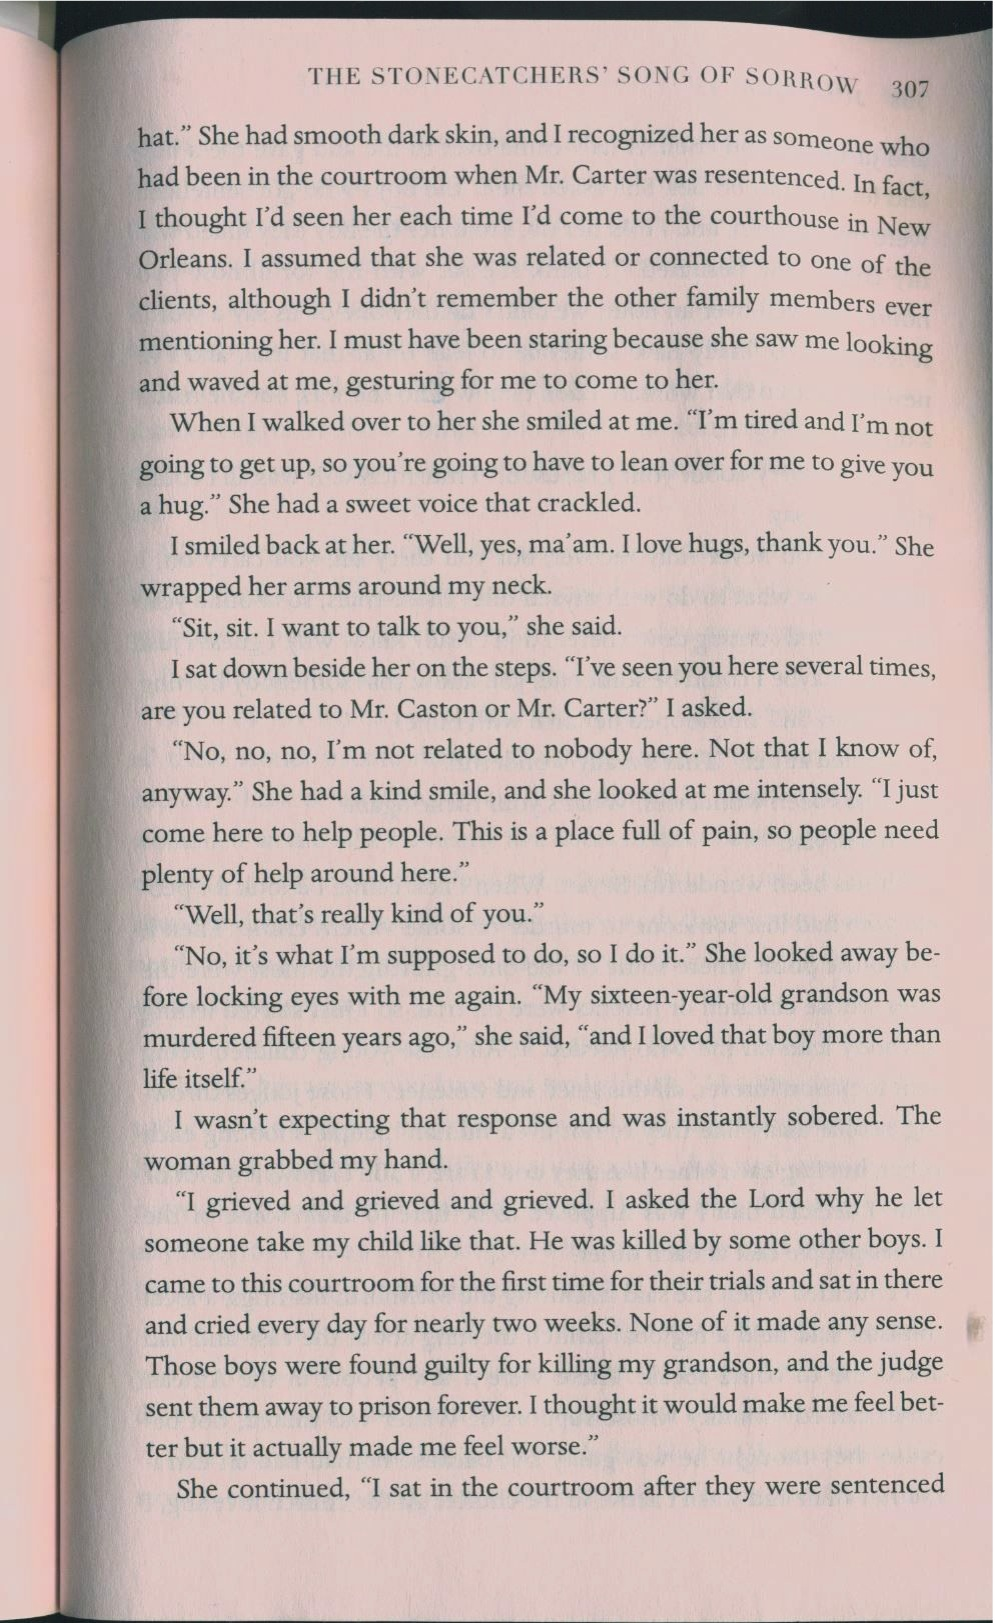 THE STONECATCHERS’ SONG OF SORROW 307
hat.” She had smooth dark skin, and I recognized her as someone who
had been in the courtroom when Mr. Carter was resentenced. In fact,
I thought I’d seen her each time I’d come to the courthouse in New
Orleans. I assumed that she was related or connected to one of the
clients, although I didn’t remember the other family members ever
mentioning her. I must have been staring because she saw me looking
and waved at me, gesturing for me to come to her.
When I walked over to her she smiled at me. “I’m tired and I’m not
going to get up, so you’re going to have to lean over for me to give you
a hug.” She had a sweet voice that crackled.
I smiled back at her. “Well, yes, ma’am. I love hugs, thank you.” She
wrapped her arms around my neck.
“Sit, sit. I want to talk to you,” she said.
I sat down beside her on the steps. “I’ve seen you here several times,
are you related to Mr. Caston or Mr. Carter?” I asked.
“No, no, no, I’m not related to nobody here. Not that I know of,
anyway.” She had a kind smile, and she looked at me intensely. “I just
come here to help people. This is a place full of pain, so people need
plenty of help around here.”
“Well, that’s really kind of you.”
“No, it’s what I’m supposed to do, so I do it.” She looked away be-
fore locking eyes with me again. “My sixteen-year-old grandson was
murdered fifteen years ago,” she said, “and I loved that boy more than
life itself.”
I wasn’t expecting that response and was instantly sobered. The
woman grabbed my hand.
“I grieved and grieved and grieved. I asked the Lord why he let
someone take my child like that. He was killed by some other boys. I
came to this courtroom for the first time for their trials and sat in there
and cried every day for nearly two weeks. None of it made any sense.
Those boys were found guilty for killing my grandson, and the judge
sent them away to prison forever. I thought it would make me feel bet-
ter but it actually made me feel worse.”
She continued, “I sat in the courtroom after they were sentenced